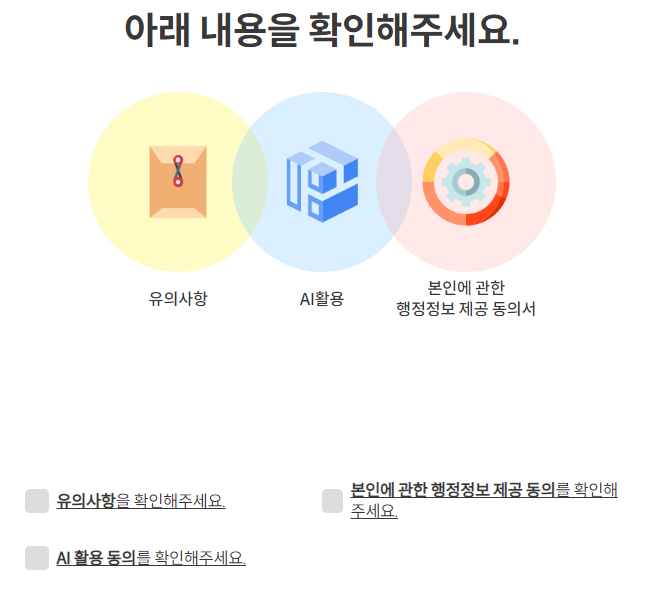 아래 내용을 확인해주세요.
유의사항
AI활용
본인에 관한
행정정보 제공 동의서
유의사항을 확인해주세요.
본인에 관한 행정정보 제공 동의를 확인해
주세요.
AI 활용 동의를 확인해주세요.